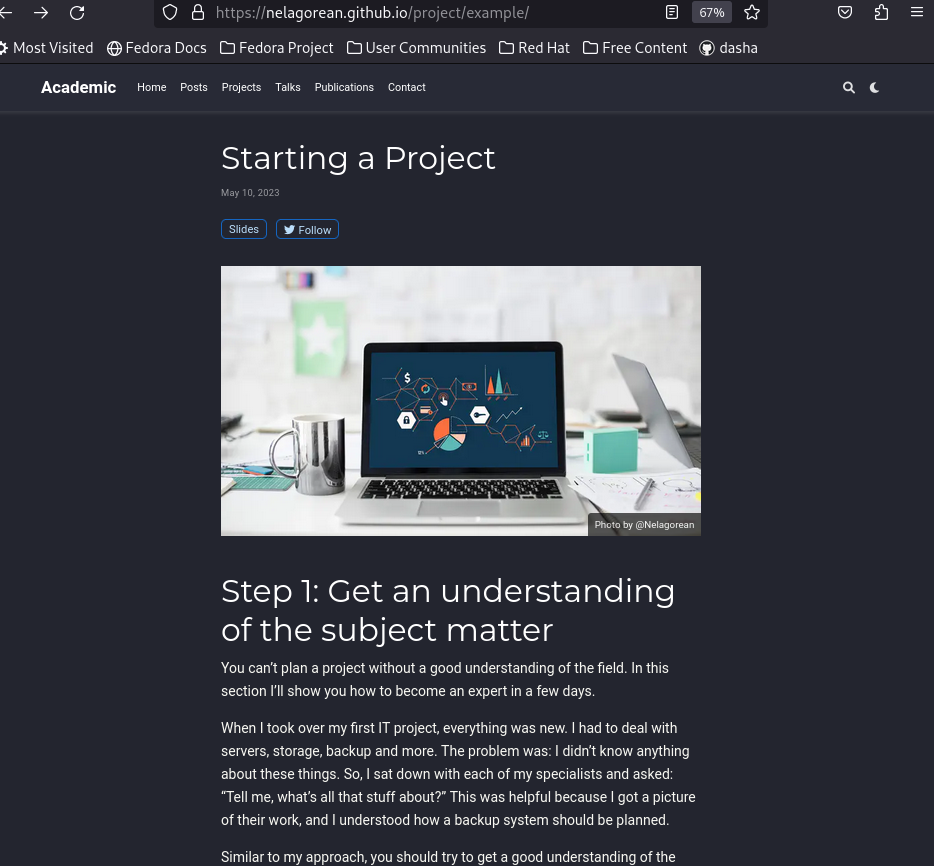 https://nelagorean.github.io/project/example/ 67%
Most Visited Fedora Docs Fedora Project User Communities Red Hat Free Content dasha
Academic Home Posts Projects Talks Publications Contact
Starting a Project
May 10, 2023
Slides Follow
$
Photo by @Nelagorean
Step 1: Get an understanding
of the subject matter
You can’t plan a project without a good understanding of the field. In this
section I’ll show you how to become an expert in a few days.
When I took over my first IT project, everything was new. I had to deal with
servers, storage, backup and more. The problem was: I didn’t know anything
about these things. So, I sat down with each of my specialists and asked:
“Tell me, what’s all that stuff about?” This was helpful because I got a picture
of their work, and I understood how a backup system should be planned.
Similar to my approach, you should try to get a good understanding of the